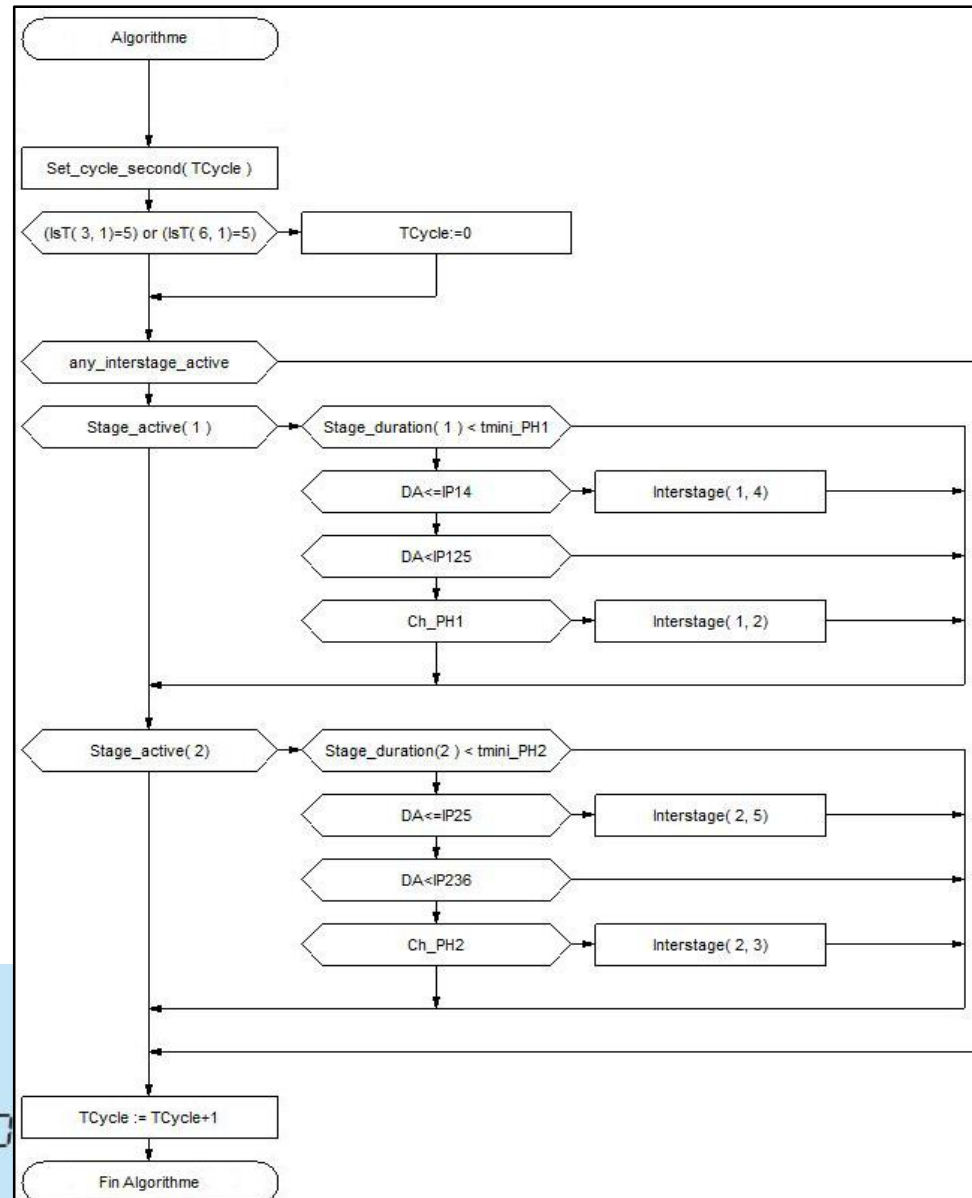 Algorithme
Set_cycle_second( TCycle )
(IsT( 3, 1)=5) or (IsT( 6, 1)=5)
TCycle:=0
any_interstage_active
Stage_active( 1 )
Stage_duration( 1 ) < tmini_PH1
DA<=IP14
Interstage( 1, 4)
DA<IP125
Ch_PH1
Interstage( 1, 2)
Stage_active( 2)
Stage_duration(2 ) < tmini_PH2
DA<=IP25
Interstage( 2, 5)
DA<IP236
Ch_PH2
Interstage( 2, 3)
TCycle := TCycle+1
Fin Algorithme